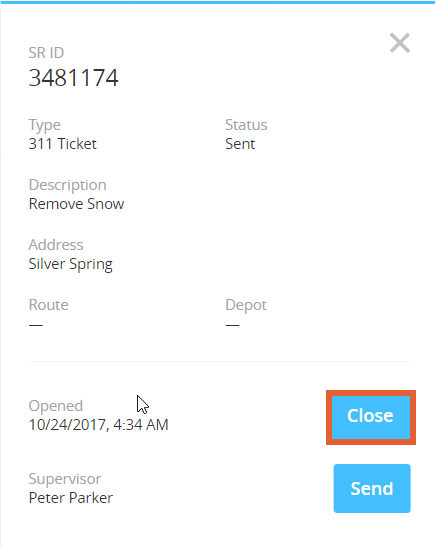 SR ID
3481174
Type Status
311 Ticket Sent
Description
Remove Snow
Address
Silver Spring
Route Depot
— —
Opened
10/24/2017, 4:34 AM
Close
Supervisor
Peter Parker
Send